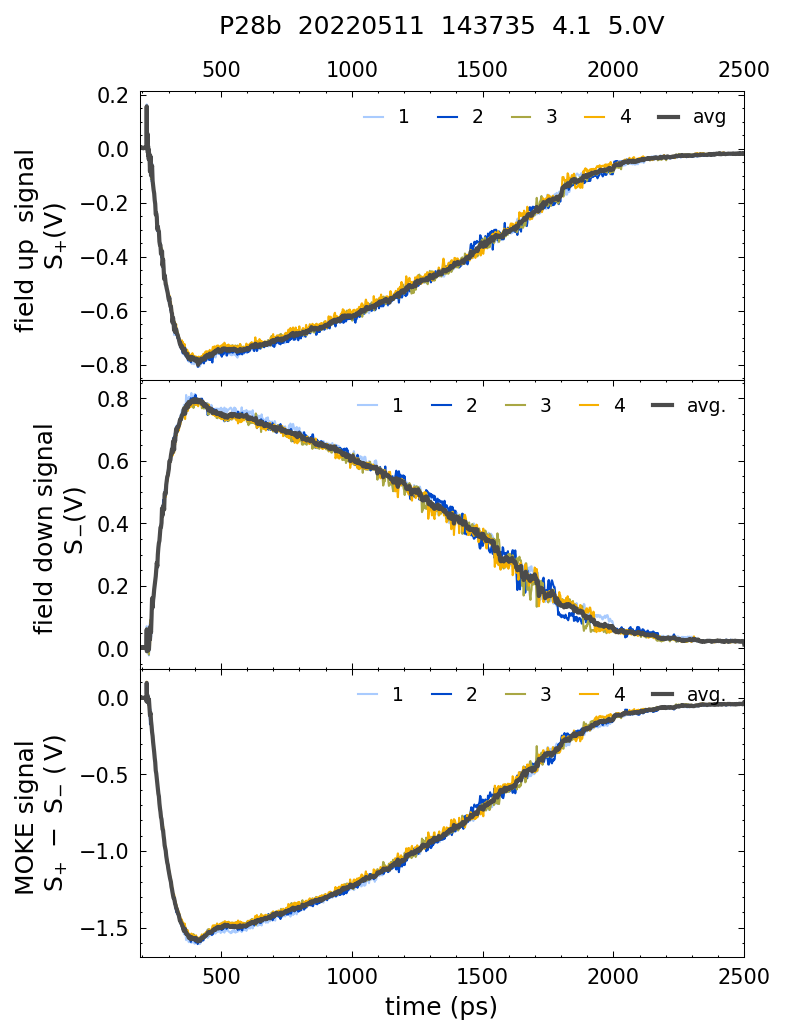 P28b  20220511  143735  4.1  5.0V
500 1000 1500 2000 2500
1 2 3 4 avg
0.2
0.0
−0.2
−0.4
−0.6
−0.8
field up  signal
S₊(V)
1 2 3 4 avg.
0.8
0.6
0.4
0.2
0.0
field down signal
S₋(V)
1 2 3 4 avg.
0.0
−0.5
−1.0
−1.5
MOKE signal
S₊ − S₋ ( V)
500 1000 1500 2000 2500
time (ps)